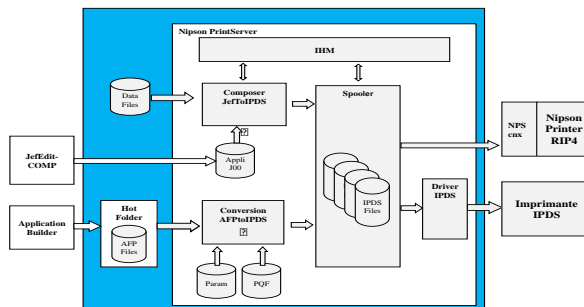 Nipson PrintServer
IHM
Data
Files
Composer
JefToIPDS
Spooler
JefEdit-
COMP
Appli
J00
NPS
cnx
Nipson
Printer
RIP4
Application
Builder
Hot
Folder
AFP
Files
Conversion
AFPtoIPDS
IPDS
Files
Driver
IPDS
Imprimante
IPDS
Param
PQF